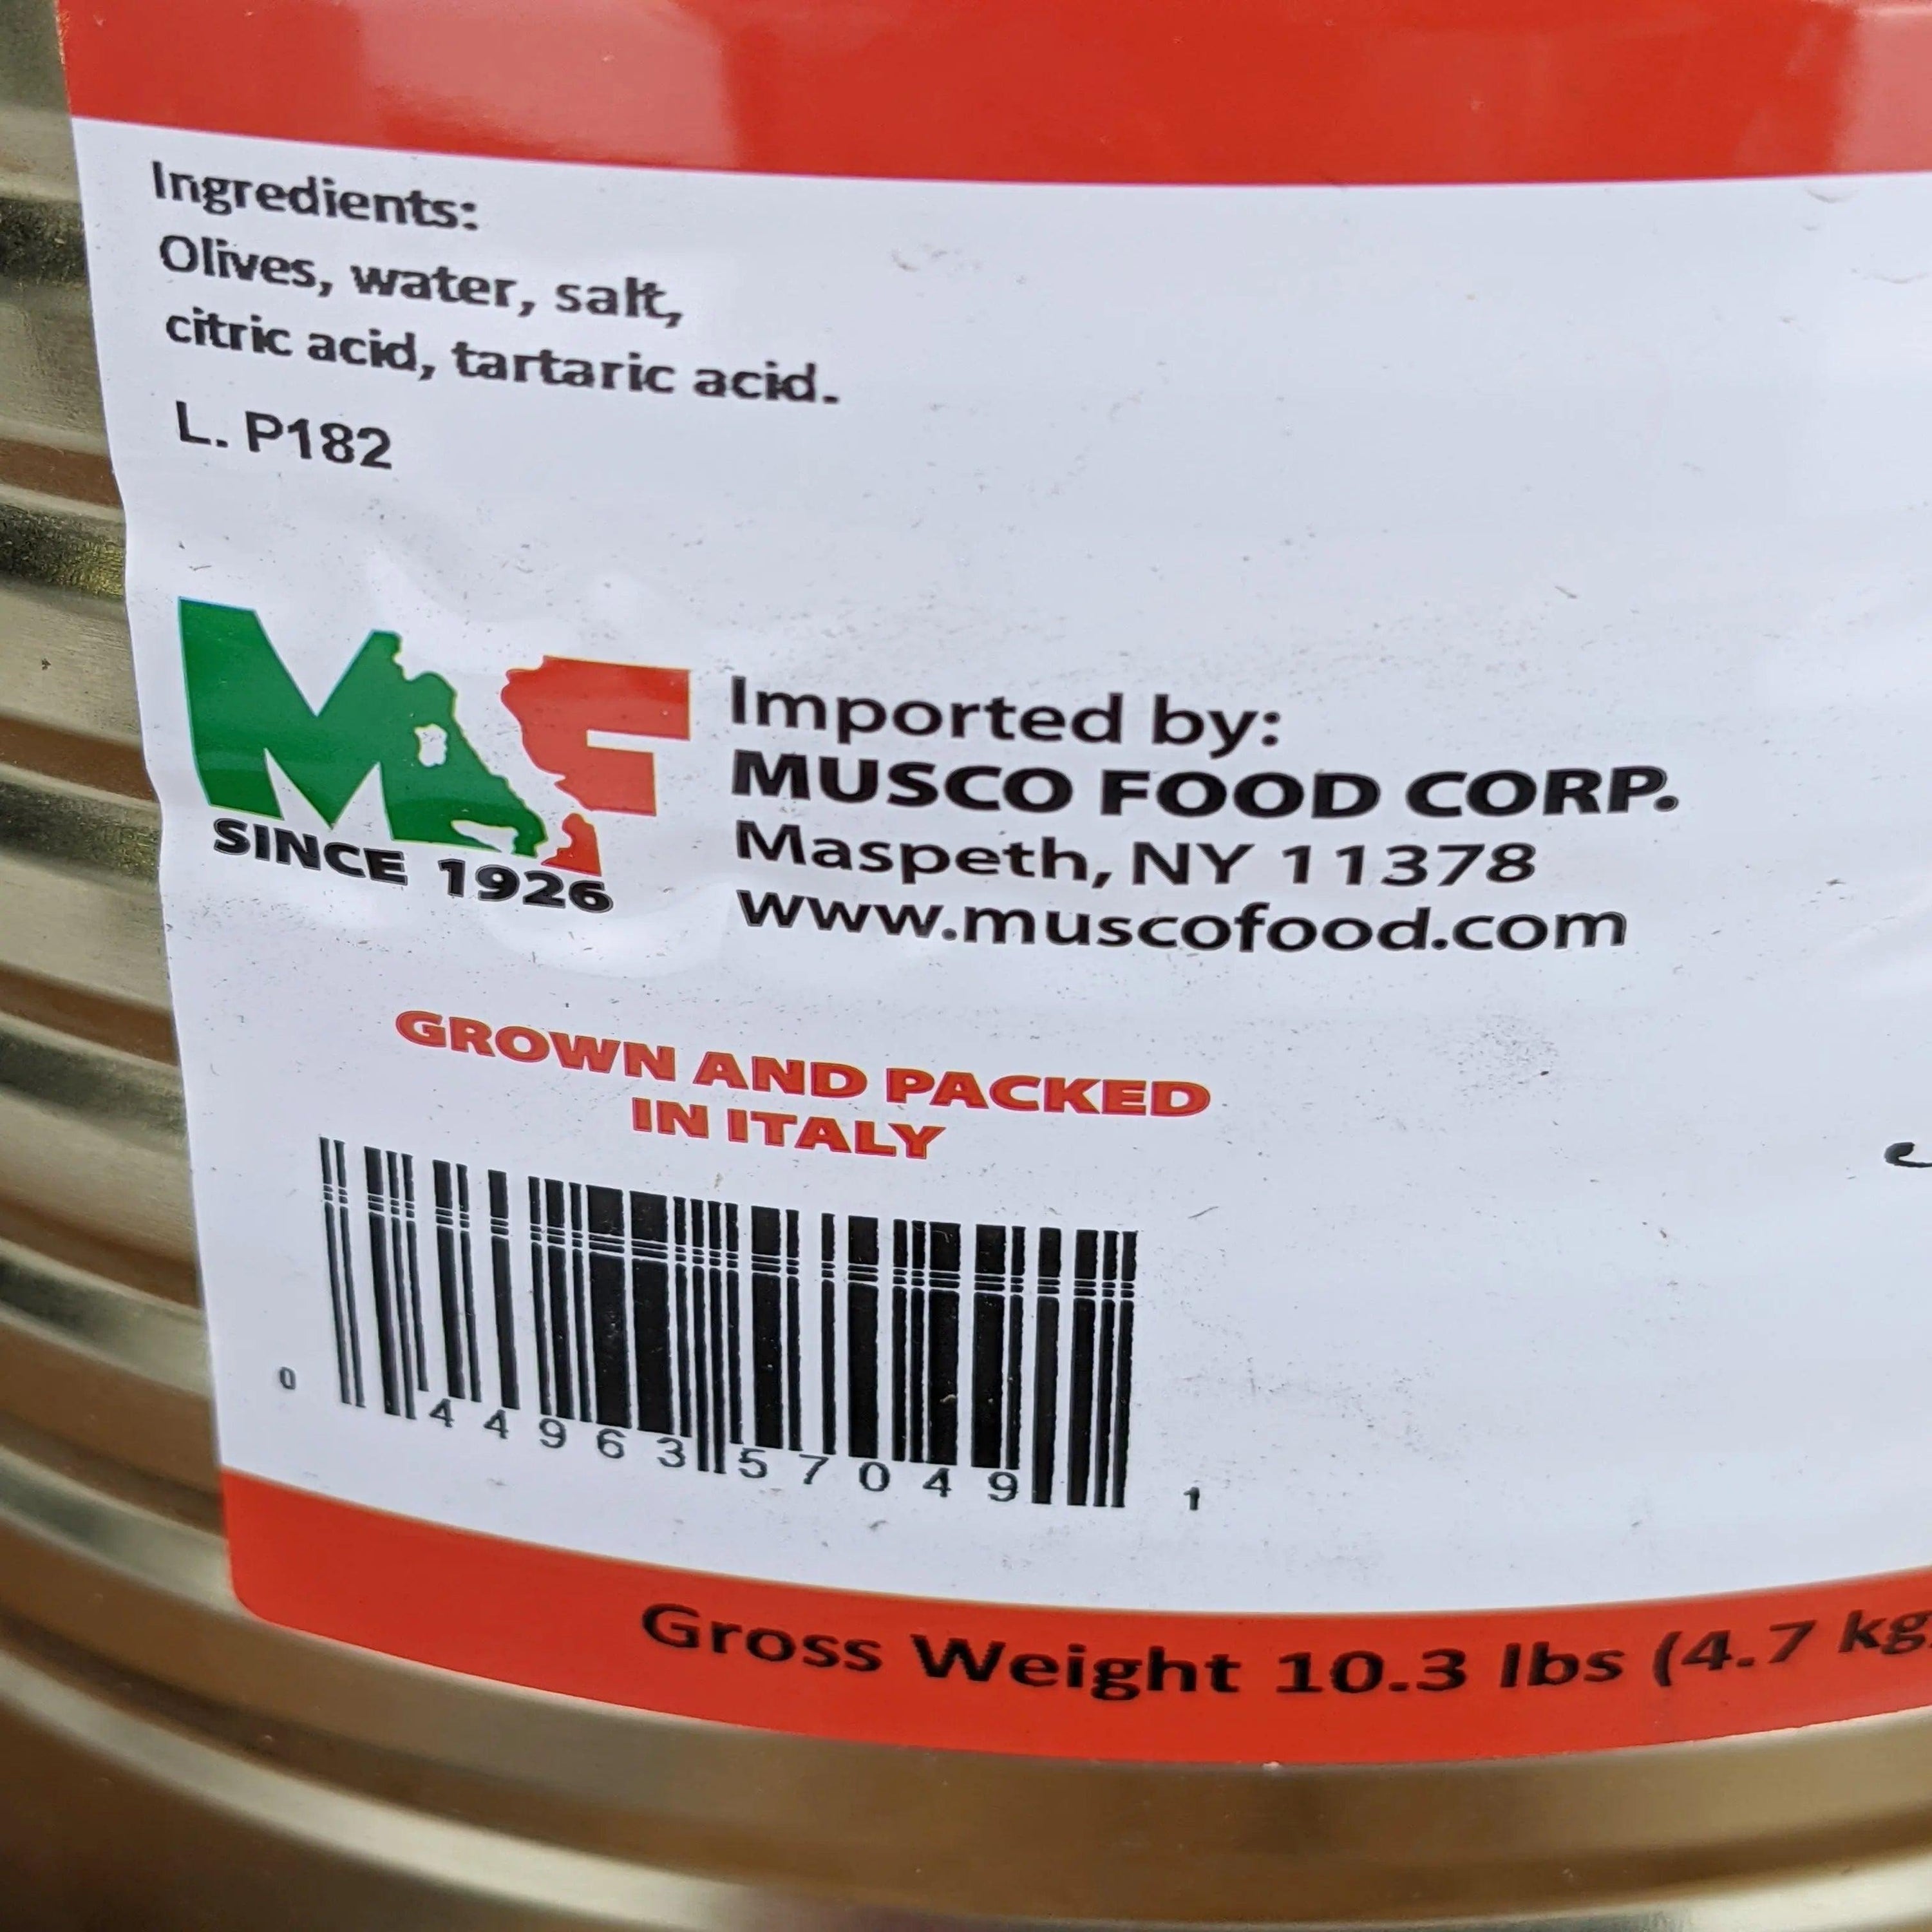 Ingredients:
Olives, water, salt,
citric acid, tartaric acid.
L. P182
MF
SINCE 1926
Imported by:
MUSCO FOOD CORP.
Maspeth, NY 11378
www.muscofood.com
GROWN AND PACKED
IN ITALY
0 44963 57049 1
Gross Weight 10.3 lbs (4.7 kg